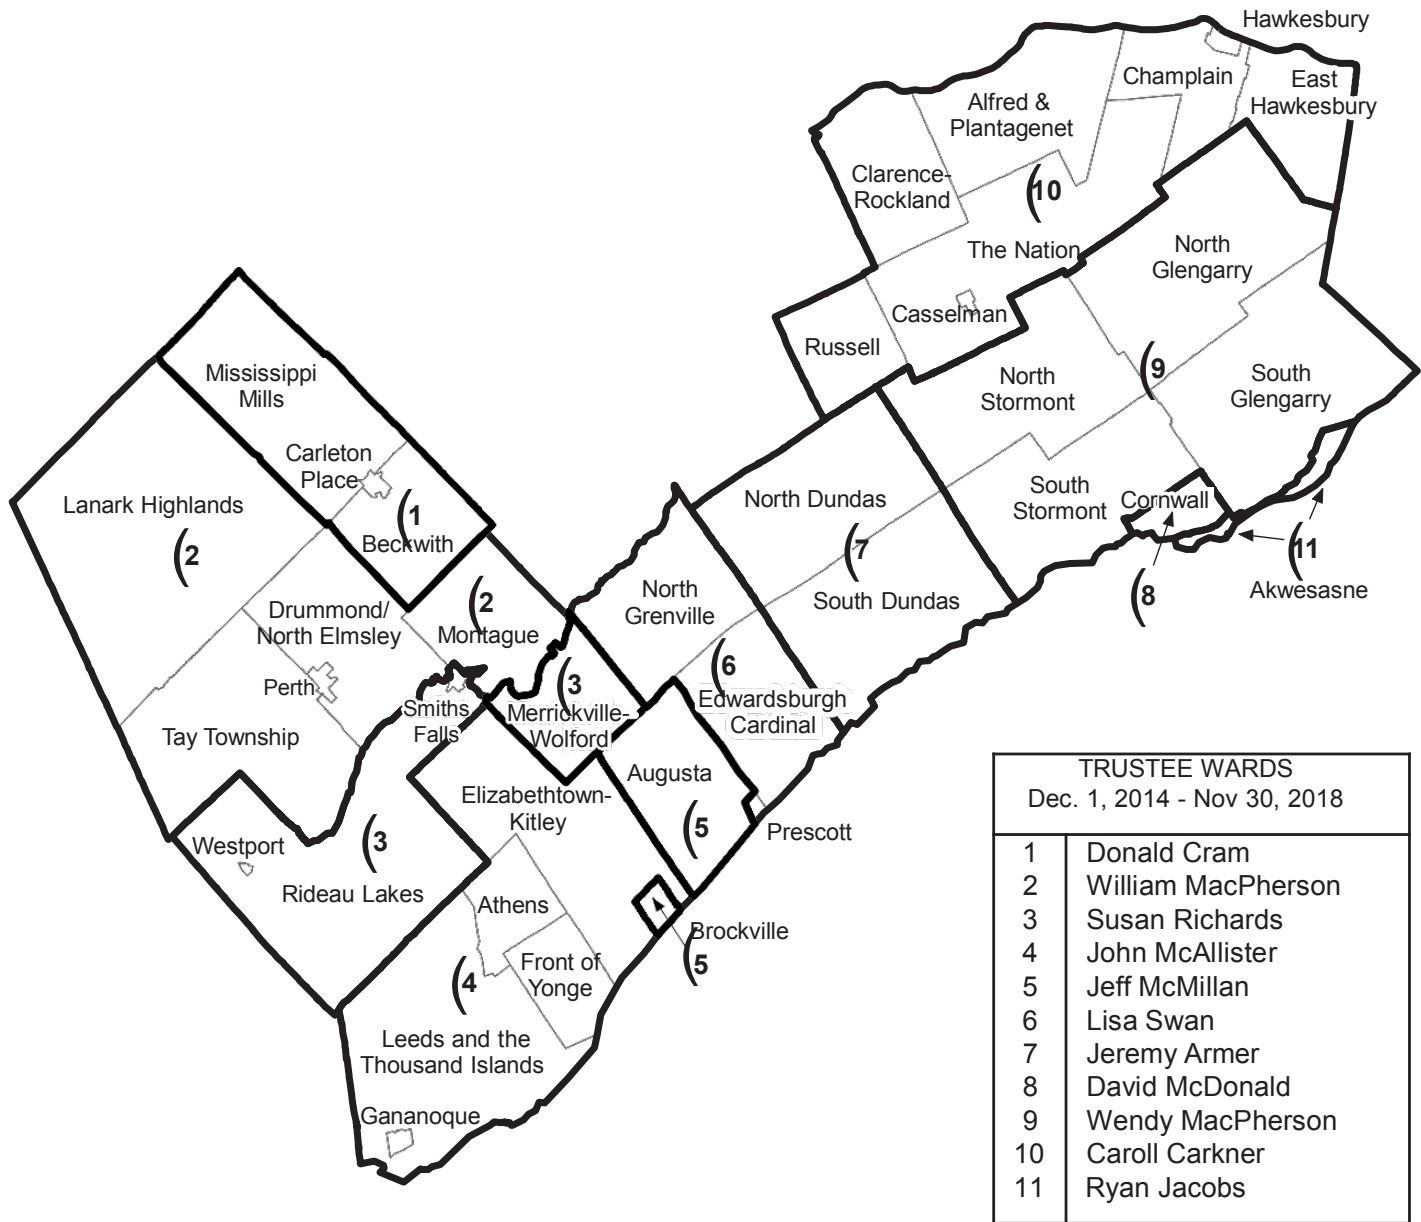 Hawkesbury
Champlain
East
Hawkesbury
Alfred &
Plantagenet
Clarence-
Rockland
(10
The Nation
North
Glengarry
Casselman
Russell
(9
North
Stormont
South
Glengarry
Mississippi
Mills
Carleton
Place
Lanark Highlands
(1
Beckwith
(2
North Dundas
South
Stormont
Cornwall
(7
(11
Akwesasne
(8
South Dundas
North
Grenville
Drummond/
North Elmsley
(2
Montague
Perth
(6
(3
Smiths
Falls
Merrickville-
Wolford
Edwardsburgh
Cardinal
Tay Township
Augusta
Elizabethtown-
Kitley
(5
Prescott
Westport
(3
Rideau Lakes
Athens
Brockville
(5
Front of
Yonge
(4
Leeds and the
Thousand Islands
Gananoque
TRUSTEE WARDS
Dec. 1, 2014 - Nov 30, 2018
1 Donald Cram
2 William MacPherson
3 Susan Richards
4 John McAllister
5 Jeff McMillan
6 Lisa Swan
7 Jeremy Armer
8 David McDonald
9 Wendy MacPherson
10 Caroll Carkner
11 Ryan Jacobs